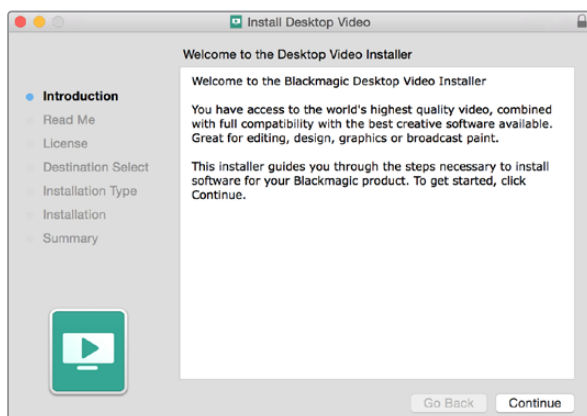 Install Desktop Video
Welcome to the Desktop Video Installer
Introduction
Read Me
License
Destination Select
Installation Type
Installation
Summary
Welcome to the Blackmagic Desktop Video Installer
You have access to the world's highest quality video, combined
with full compatibility with the best creative software available.
Great for editing, design, graphics or broadcast paint.
This installer guides you through the steps necessary to install
software for your Blackmagic product. To get started, click
Continue.
Go Back
Continue